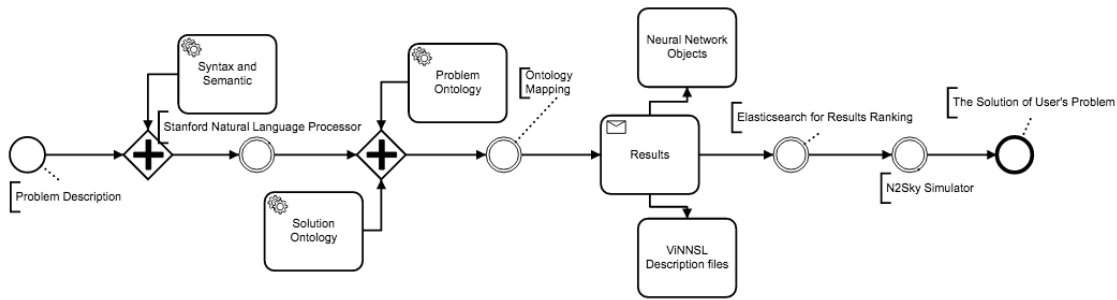 Syntax and
Semantic
Problem
Ontology
Ontology
Mapping
Neural Network
Objects
The Solution of User's Problem
Elasticsearch for Results Ranking
Stanford Natural Language Processor
Results
Problem Description
N2Sky Simulator
Solution
Ontology
ViNNSL
Description files